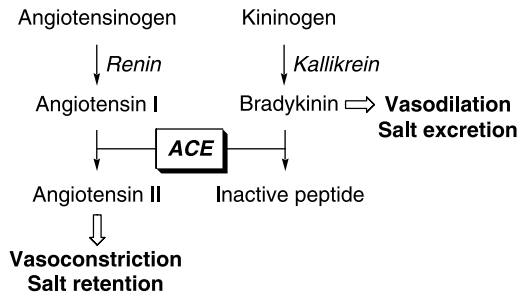 Angiotensinogen Kininogen
Renin Kallikrein
Angiotensin I Bradykinin Vasodilation
Salt excretion
ACE
Angiotensin II Inactive peptide
Vasoconstriction
Salt retention